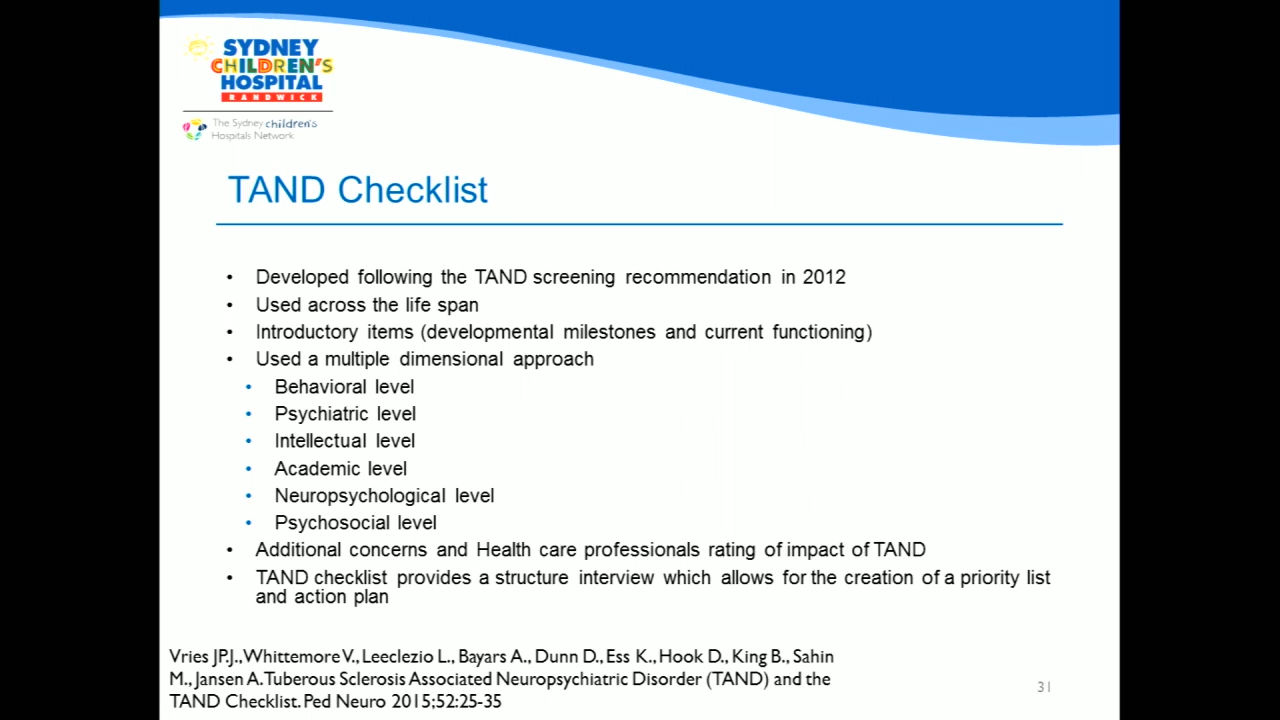 SYDNEY
CHILDREN'S
HOSPITAL
RANDWICK
The Sydney children's
Hospitals Network
TAND Checklist
• Developed following the TAND screening recommendation in 2012
• Used across the life span
• Introductory items (developmental milestones and current functioning)
• Used a multiple dimensional approach
• Behavioral level
• Psychiatric level
• Intellectual level
• Academic level
• Neuropsychological level
• Psychosocial level
• Additional concerns and Health care professionals rating of impact of TAND
• TAND checklist provides a structure interview which allows for the creation of a priority list
and action plan
Vries JP.J., Whittemore V., Leeclezio L., Bayars A., Dunn D., Ess K., Hook D., King B., Sahin
M., Jansen A. Tuberous Sclerosis Associated Neuropsychiatric Disorder (TAND) and the
TAND Checklist. Ped Neuro 2015;52:25-35
31